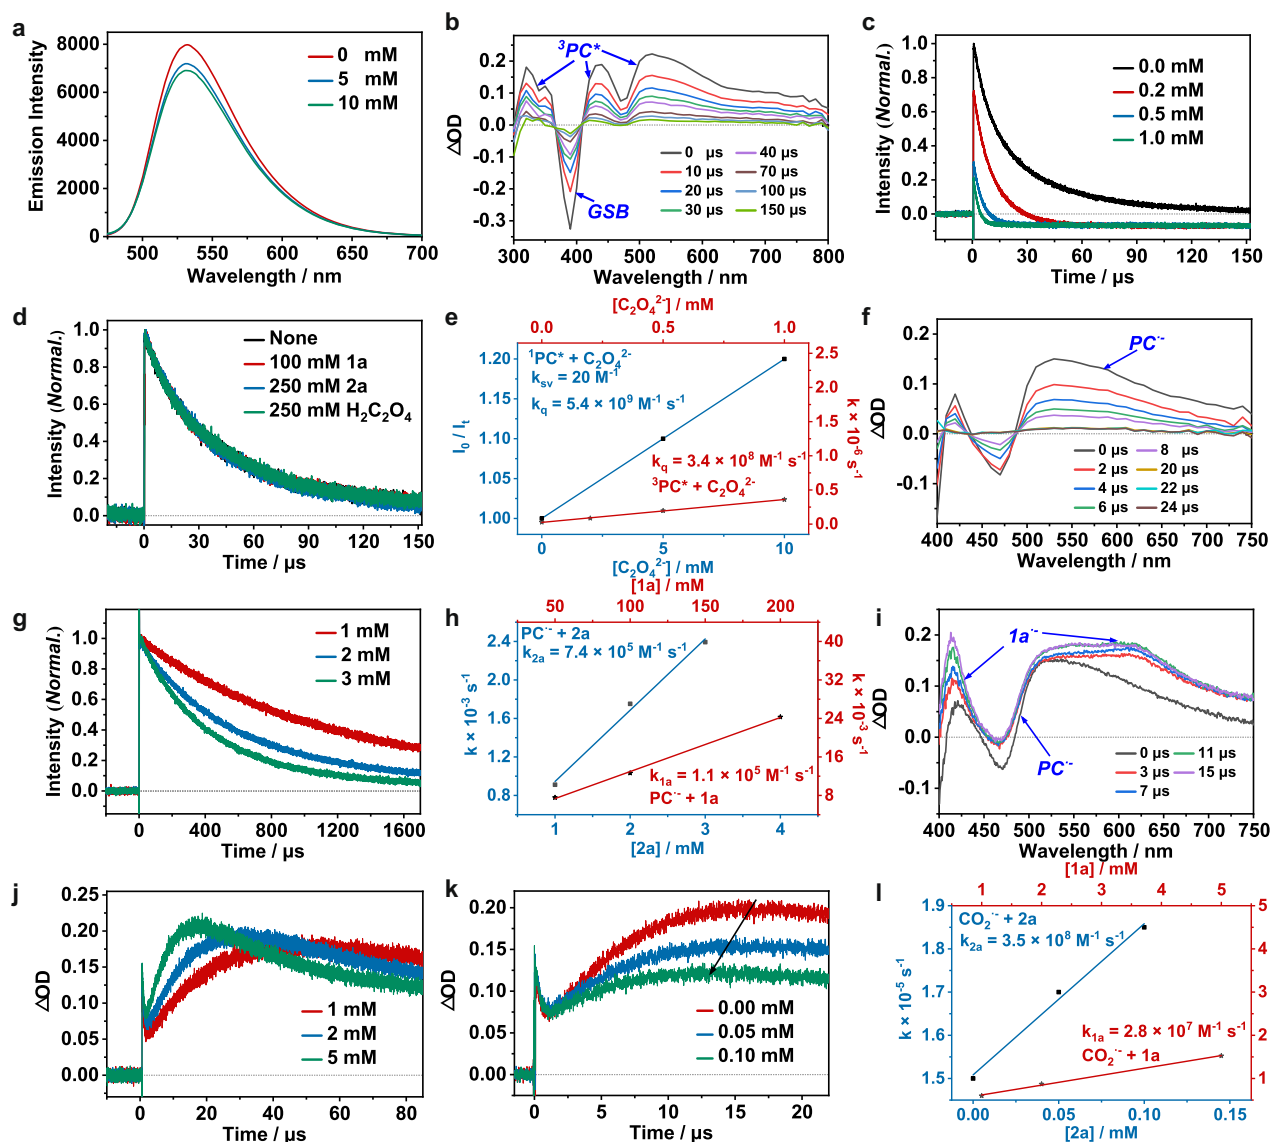 a
Emission Intensity
8000
6000
4000
2000
0
500
550
600
650
700
Wavelength / nm
0 mM
5 mM
10 mM
b
ΔOD
0.3
0.2
0.1
0.0
-0.1
-0.2
-0.3
300
400
500
600
700
800
Wavelength / nm
³PC*
GSB
0 µs
10 µs
20 µs
30 µs
40 µs
70 µs
100 µs
150 µs
c
Intensity (Normal.)
1.0
0.8
0.6
0.4
0.2
0.0
0
30
60
90
120
150
Time / µs
0.0 mM
0.2 mM
0.5 mM
1.0 mM
d
Intensity (Normal.)
1.0
0.8
0.6
0.4
0.2
0.0
0
30
60
90
120
150
Time / µs
None
100 mM 1a
250 mM 2a
250 mM H₂C₂O₄
e
[C₂O₄²⁻] / mM
0.0
0.5
1.0
I₀ / Iₜ
1.20
1.15
1.10
1.05
1.00
¹PC* + C₂O₄²⁻
kₛᵥ = 20 M⁻¹
k_q = 5.4 × 10⁹ M⁻¹ s⁻¹
k_q = 3.4 × 10⁸ M⁻¹ s⁻¹
³PC* + C₂O₄²⁻
2.5
2.0
1.5
1.0
0.5
0.0
k × 10⁻⁶ s⁻¹
0
5
10
[C₂O₄²⁻] / mM
f
ΔOD
0.2
0.1
0.0
-0.1
400
450
500
550
600
650
700
750
Wavelength / nm
PC·⁻
0 µs
2 µs
4 µs
6 µs
8 µs
20 µs
22 µs
24 µs
g
Intensity (Normal.)
1.0
0.8
0.6
0.4
0.2
0.0
0
400
800
1200
1600
Time / µs
1 mM
2 mM
3 mM
h
[1a] / mM
50
100
150
200
k × 10⁻³ s⁻¹
2.4
2.0
1.6
1.2
0.8
PC·⁻ + 2a
k₂ₐ = 7.4 × 10⁵ M⁻¹ s⁻¹
k₁ₐ = 1.1 × 10⁵ M⁻¹ s⁻¹
PC·⁻ + 1a
40
32
24
16
8
k × 10⁻³ s⁻¹
1
2
3
4
[2a] / mM
i
ΔOD
0.2
0.1
0.0
-0.1
400
450
500
550
600
650
700
750
Wavelength / nm
1a·⁻
PC·⁻
0 µs
3 µs
7 µs
11 µs
15 µs
j
ΔOD
0.25
0.20
0.15
0.10
0.05
0.00
0
20
40
60
80
Time / µs
1 mM
2 mM
5 mM
k
ΔOD
0.20
0.15
0.10
0.05
0.00
0
5
10
15
20
Time / µs
0.00 mM
0.05 mM
0.10 mM
l
[1a] / mM
1
2
3
4
5
k × 10⁻⁵ s⁻¹
1.9
1.8
1.7
1.6
1.5
CO₂·⁻ + 2a
k₂ₐ = 3.5 × 10⁸ M⁻¹ s⁻¹
k₁ₐ = 2.8 × 10⁷ M⁻¹ s⁻¹
CO₂·⁻ + 1a
5
4
3
2
1
k × 10⁻⁵ s⁻¹
0.00
0.05
0.10
0.15
[2a] / mM